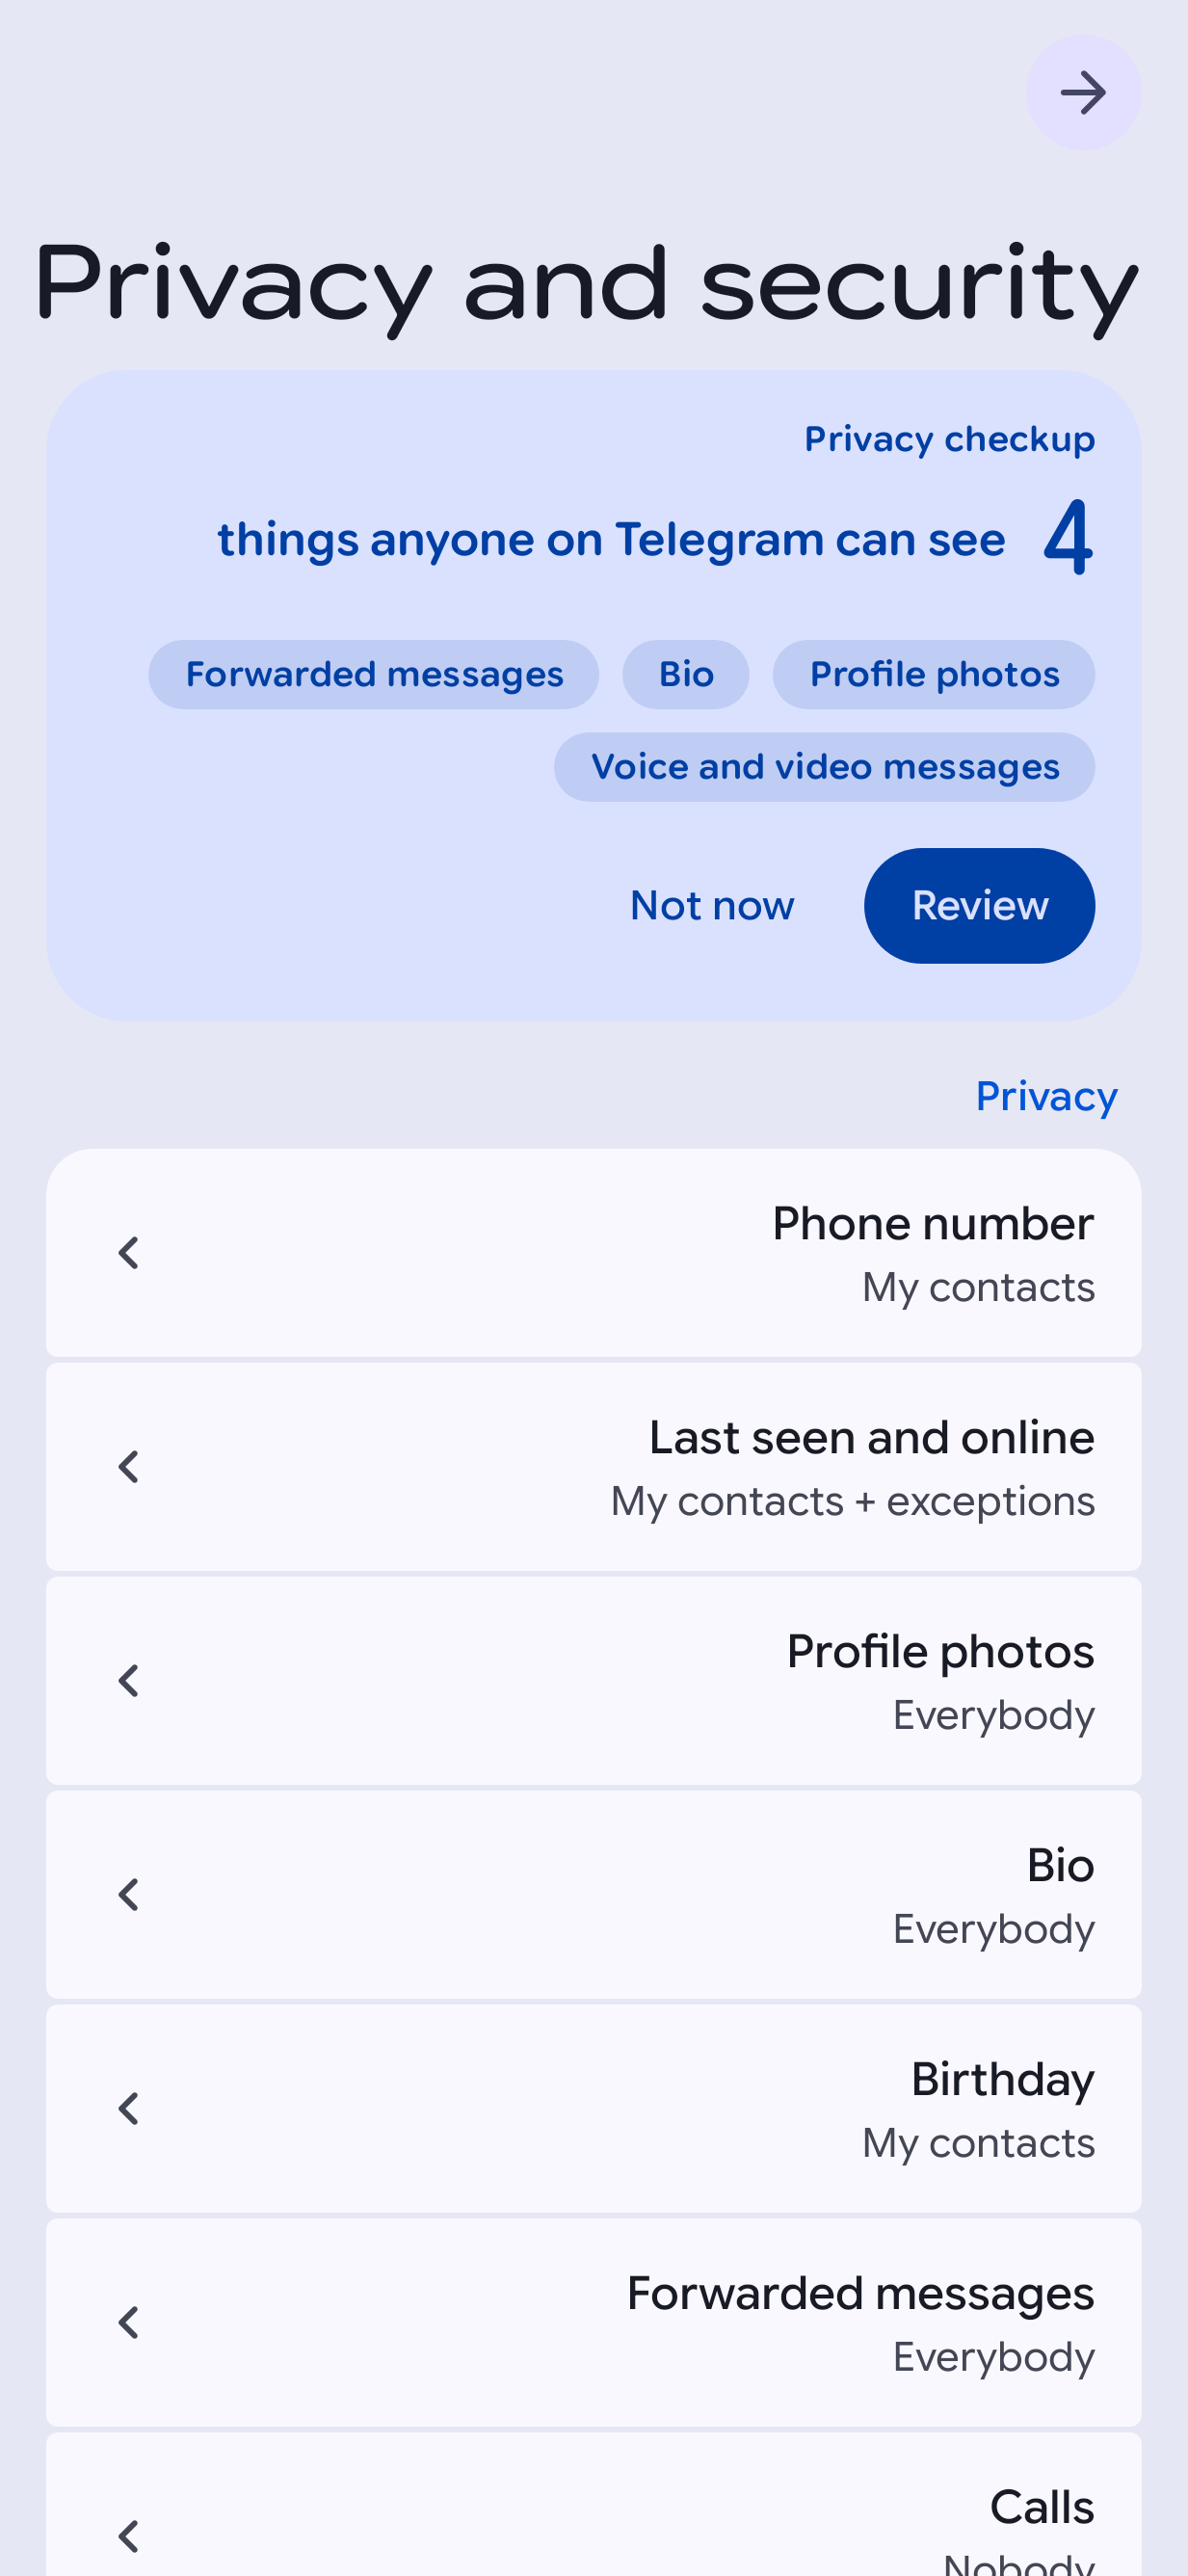 Privacy and security
Privacy checkup
4 things anyone on Telegram can see
Profile photos
Bio
Forwarded messages
Voice and video messages
Review
Not now
Privacy
Phone number
My contacts
Last seen and online
My contacts + exceptions
Profile photos
Everybody
Bio
Everybody
Birthday
My contacts
Forwarded messages
Everybody
Calls
Nobody